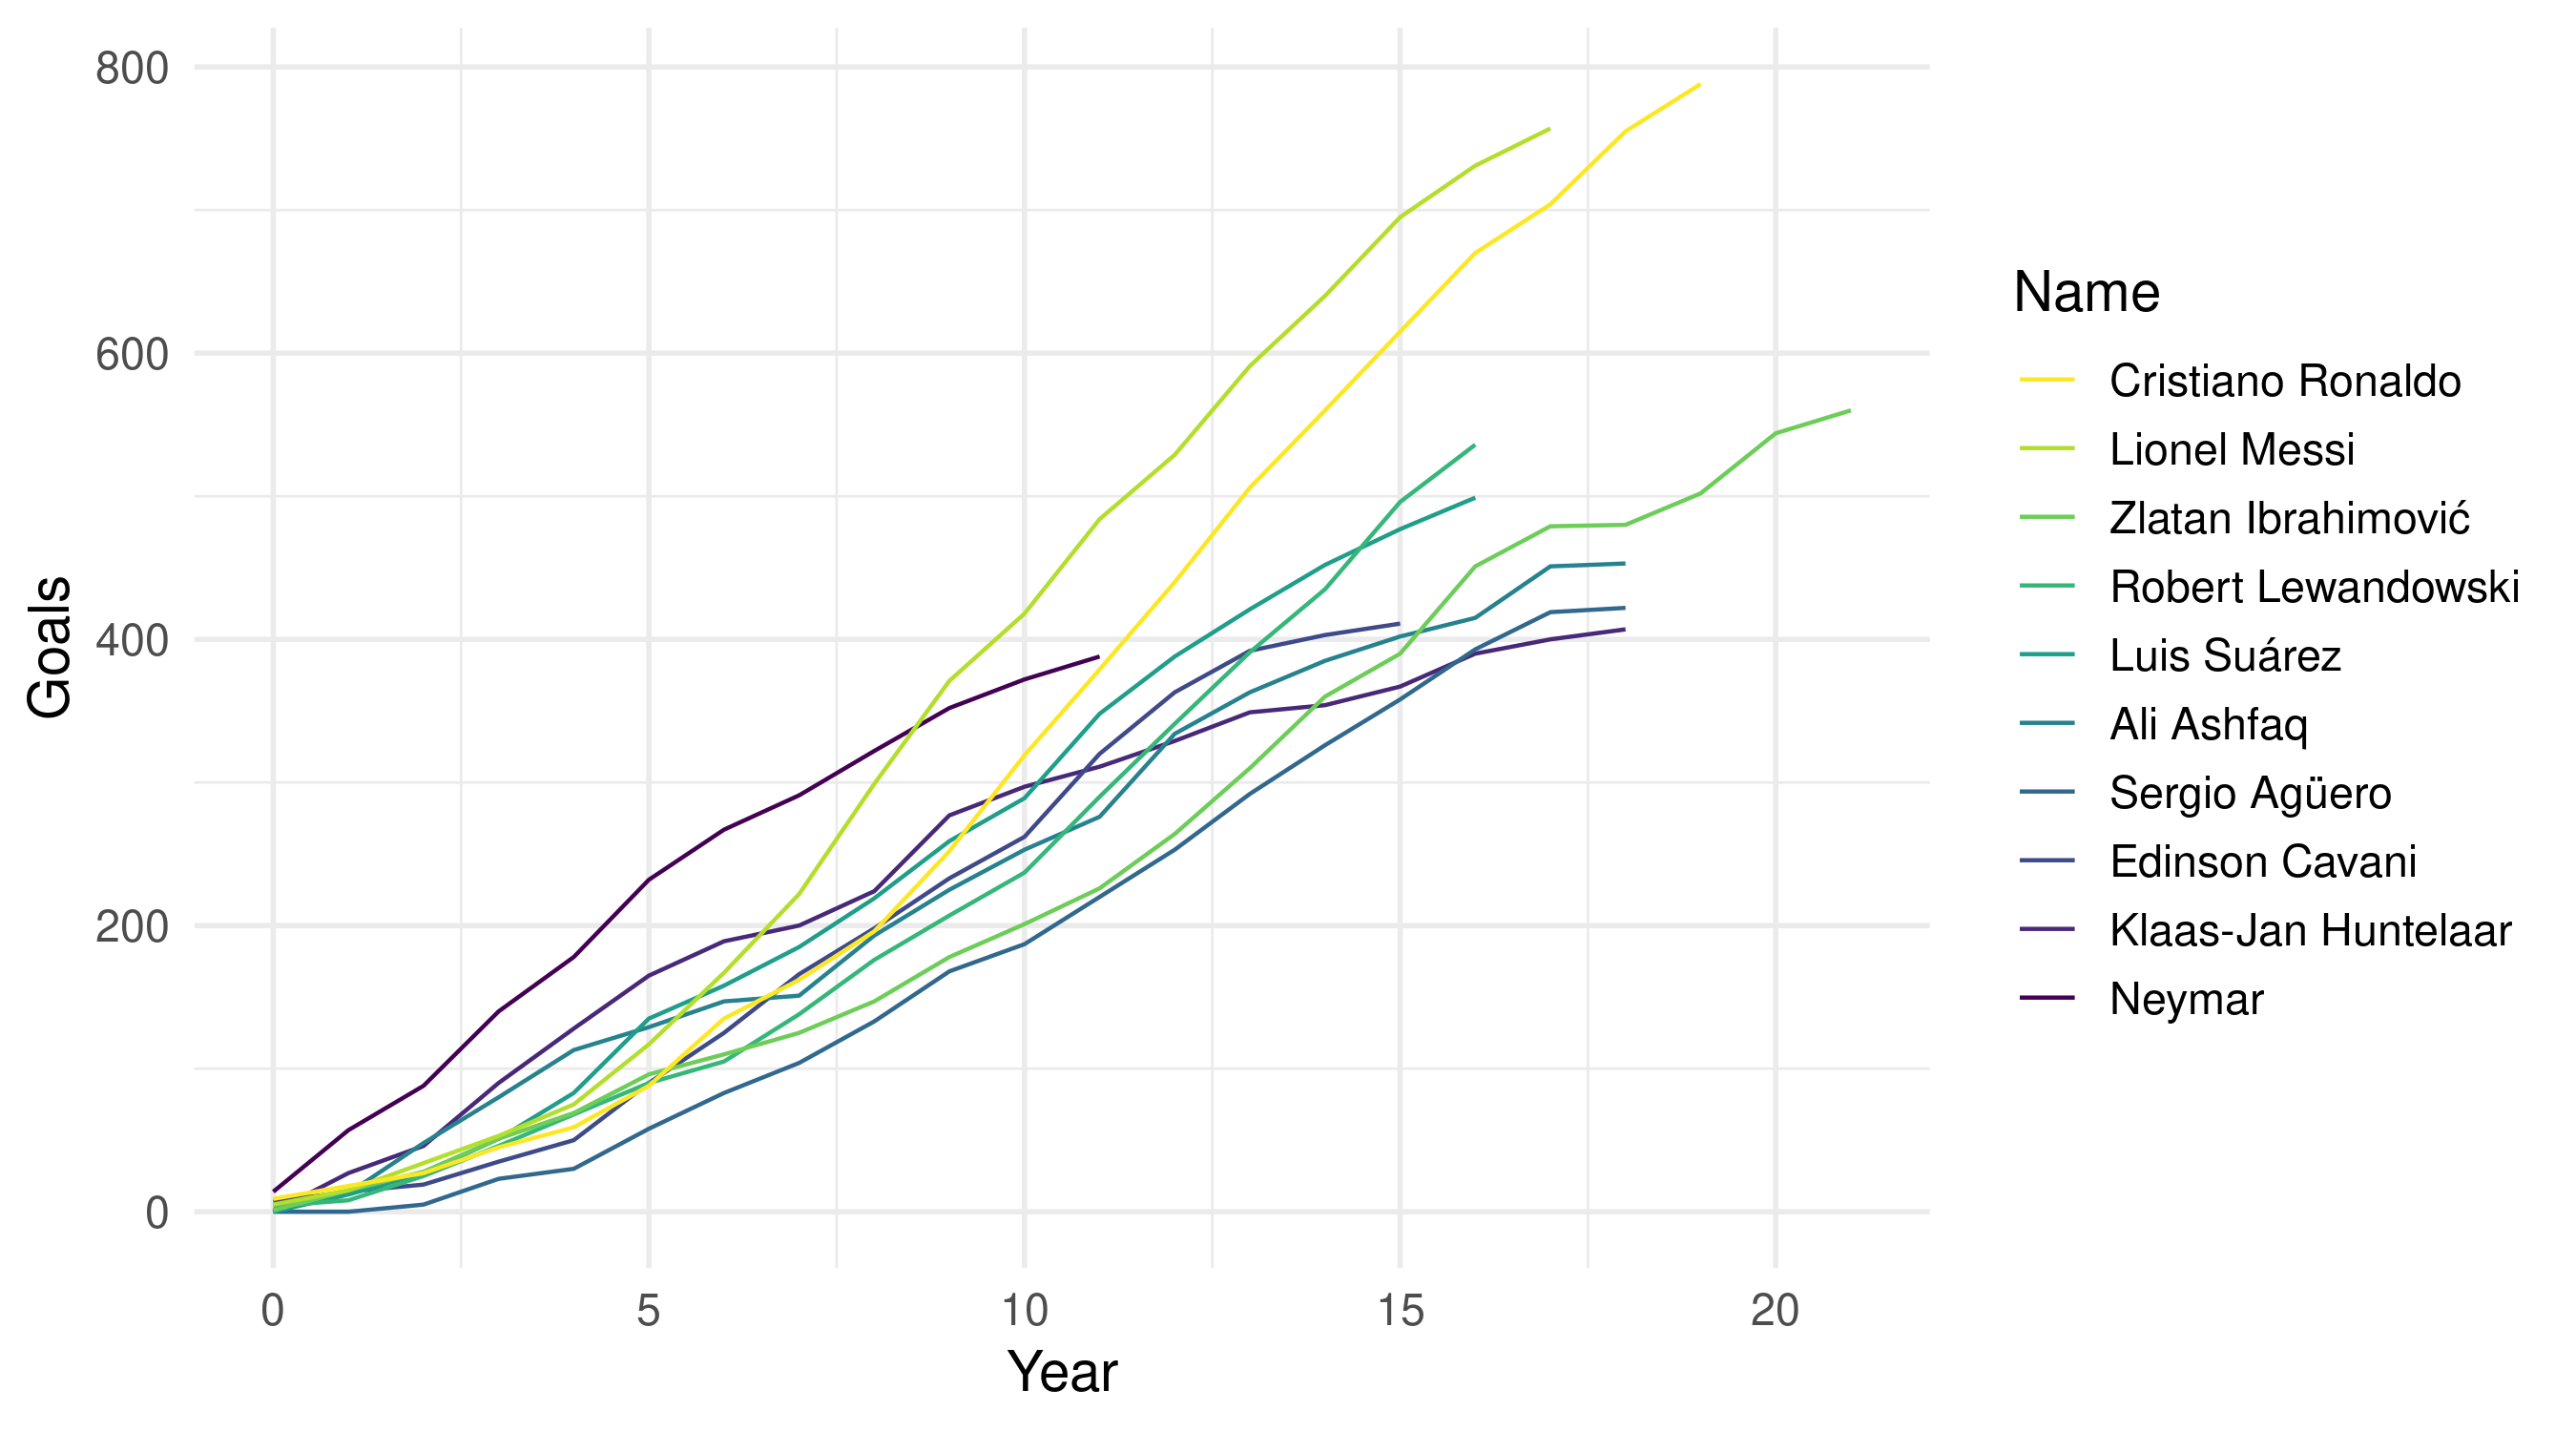 800
600
400
200
0
Goals
0 5 10 15 20
Year
Name
Cristiano Ronaldo
Lionel Messi
Zlatan Ibrahimović
Robert Lewandowski
Luis Suárez
Ali Ashfaq
Sergio Agüero
Edinson Cavani
Klaas-Jan Huntelaar
Neymar